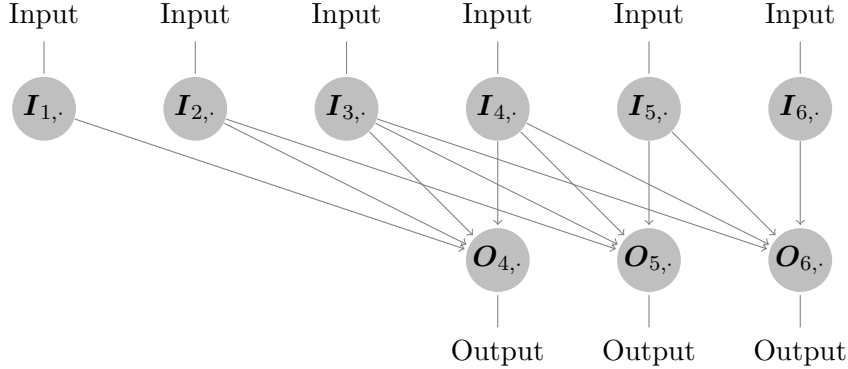 Input Input Input Input Input Input
I1,· I2,· I3,· I4,· I5,· I6,·
O4,· O5,· O6,·
Output Output Output